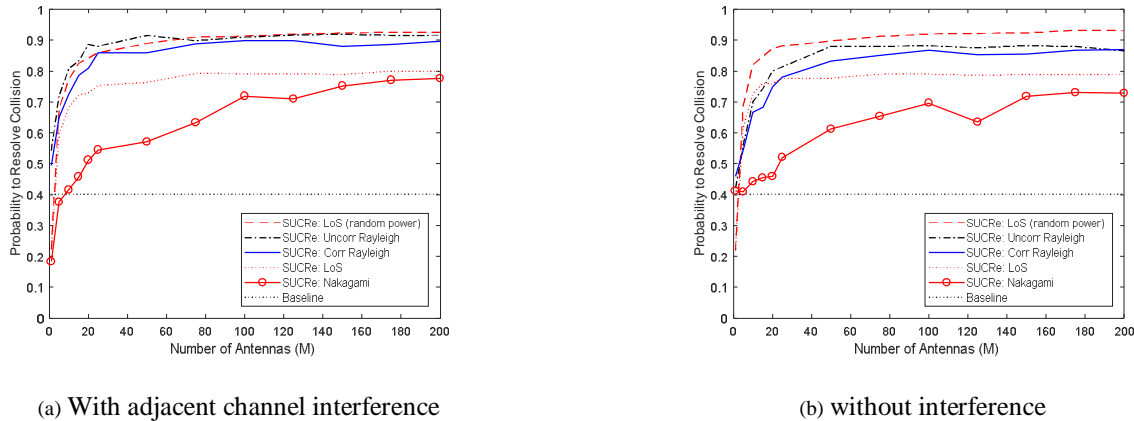 1
0.9
0.8
0.7
0.6
0.5
0.4
0.3
0.2
0.1
0
Probability to Resolve Collision
SUCRe: LoS (random power)
SUCRe: Uncorr Rayleigh
SUCRe: Corr Rayleigh
SUCRe: LoS
SUCRe: Nakagami
Baseline
0 20 40 60 80 100 120 140 160 180 200
Number of Antennas (M)
(a) With adjacent channel interference
1
0.9
0.8
0.7
0.6
0.5
0.4
0.3
0.2
0.1
0
Probability to Resolve Collision
SUCRe: LoS (random power)
SUCRe: Uncorr Rayleigh
SUCRe: Corr Rayleigh
SUCRe: LoS
SUCRe: Nakagami
Baseline
0 20 40 60 80 100 120 140 160 180 200
Number of Antennas (M)
(b) without interference